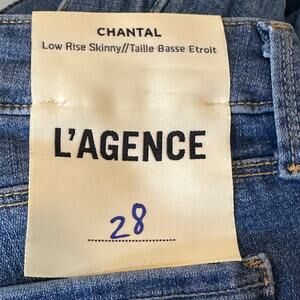 CHANTAL
Low Rise Skinny//Taille Basse Etroit
L'AGENCE
28